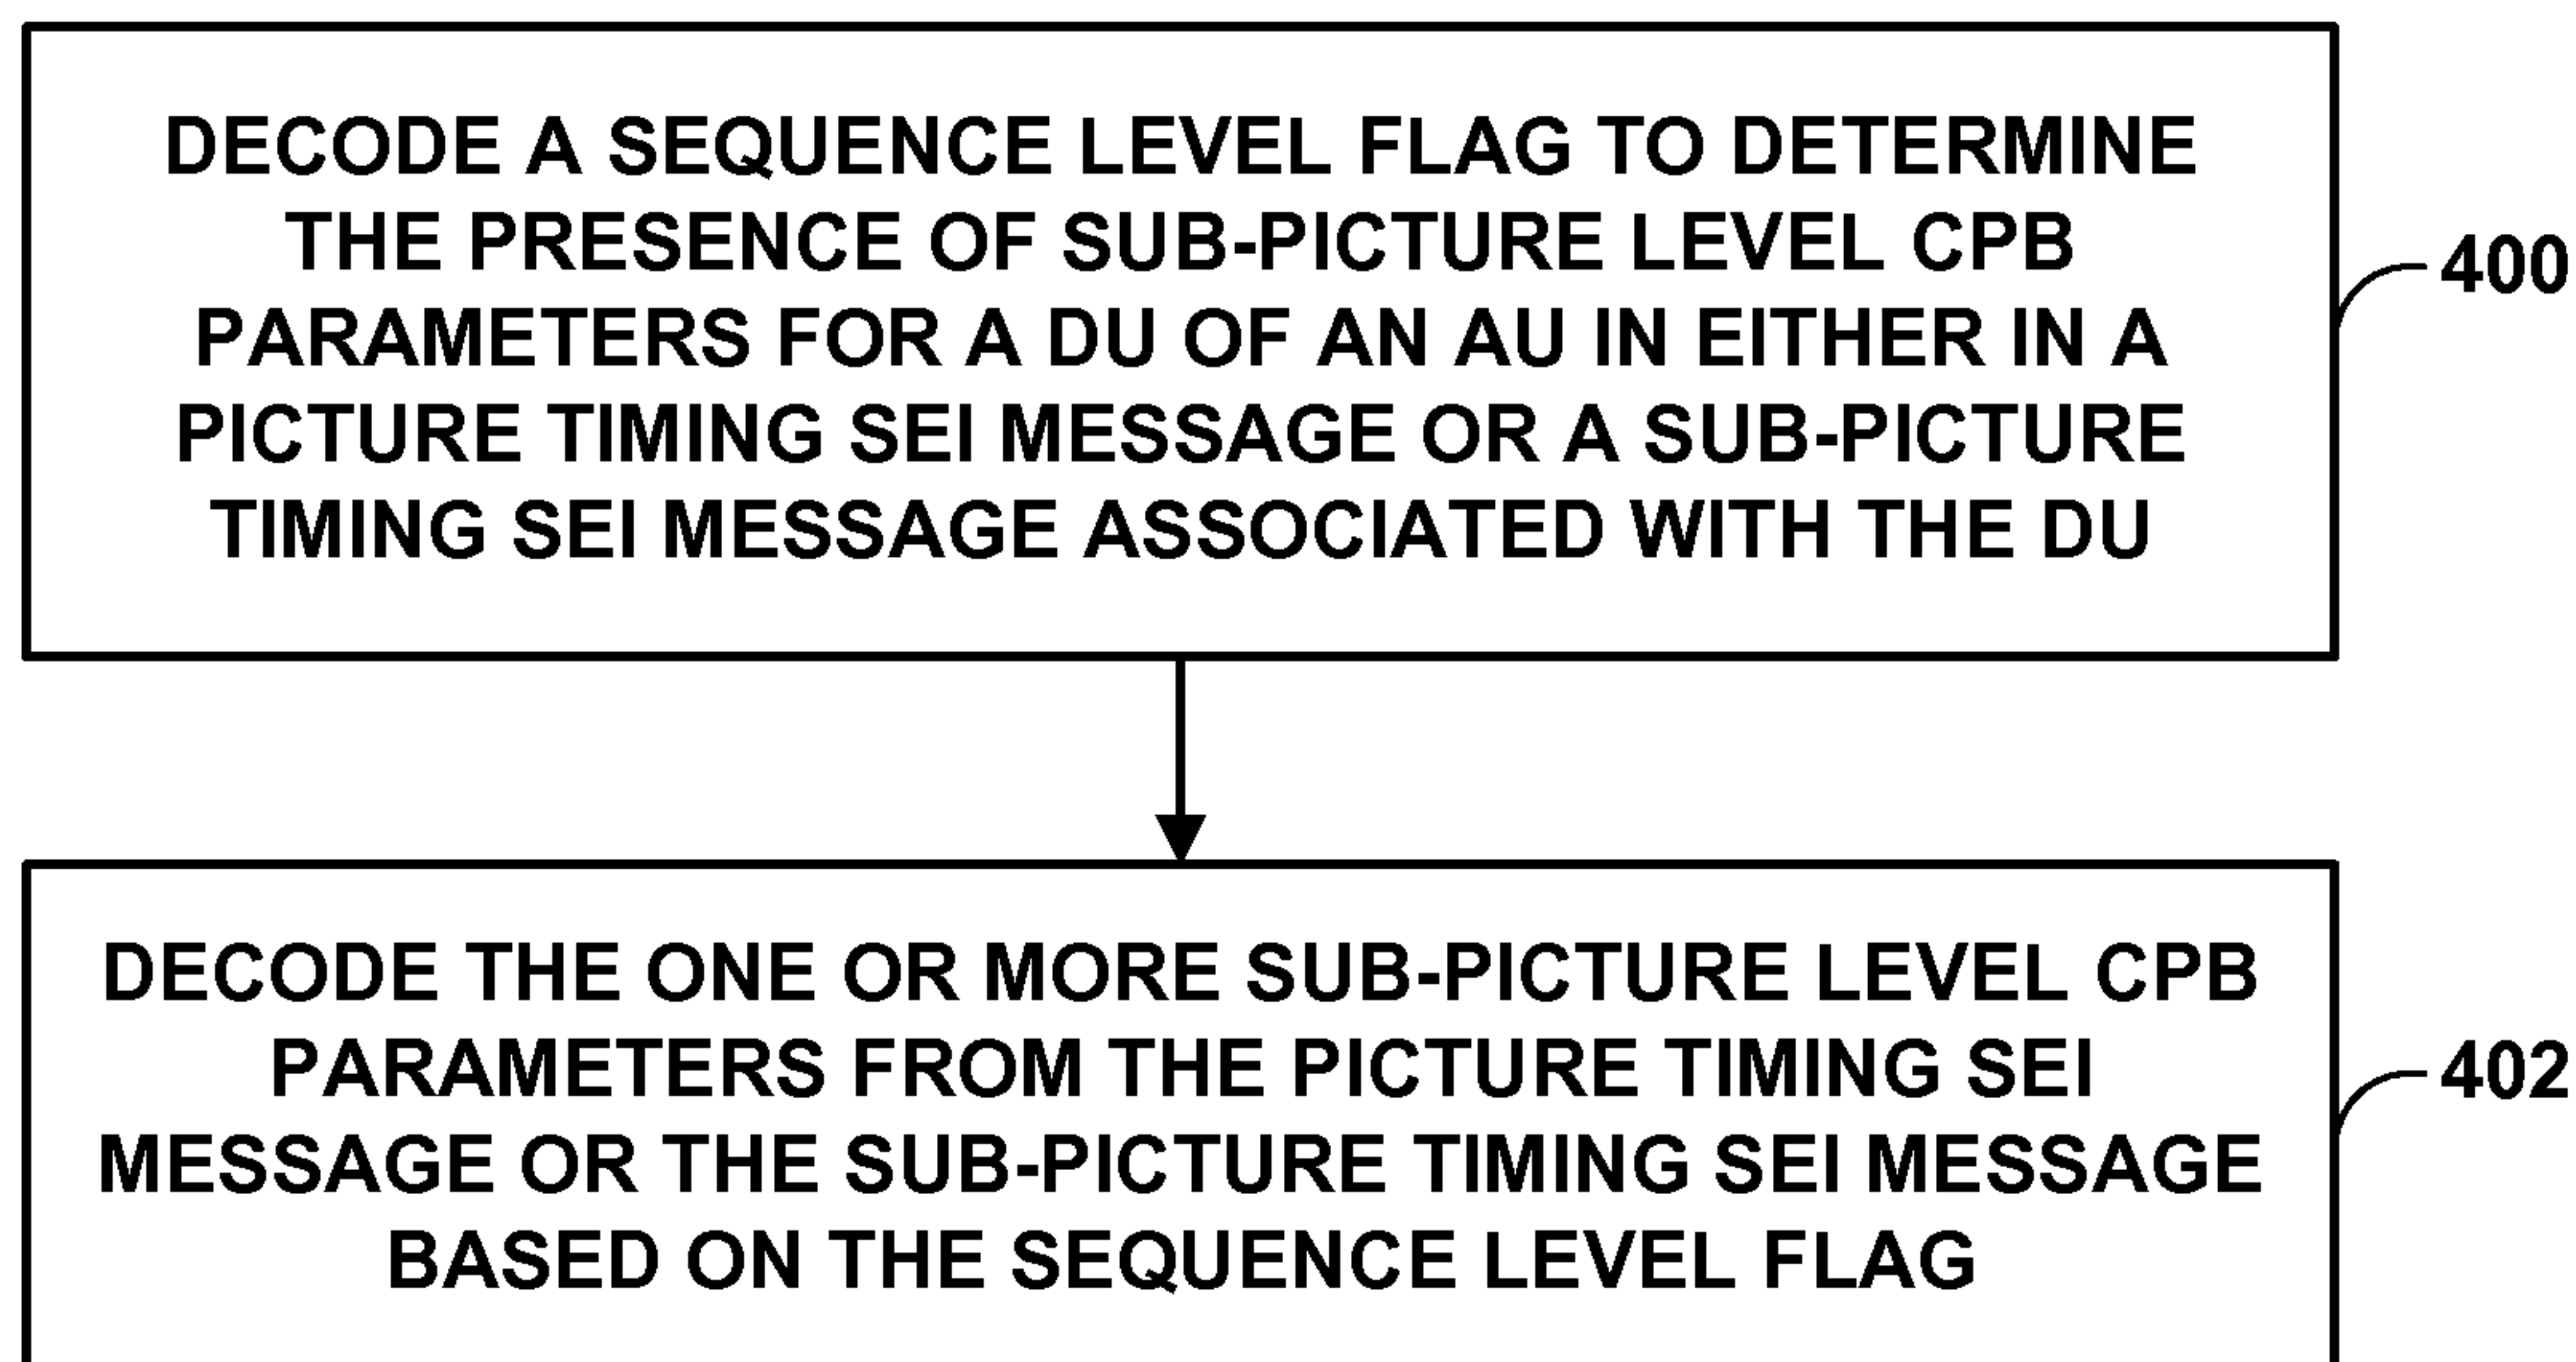 DECODE A SEQUENCE LEVEL FLAG TO DETERMINE
THE PRESENCE OF SUB-PICTURE LEVEL CPB
PARAMETERS FOR A DU OF AN AU IN EITHER IN A
PICTURE TIMING SEI MESSAGE OR A SUB-PICTURE
TIMING SEI MESSAGE ASSOCIATED WITH THE DU
400
DECODE THE ONE OR MORE SUB-PICTURE LEVEL CPB
PARAMETERS FROM THE PICTURE TIMING SEI
MESSAGE OR THE SUB-PICTURE TIMING SEI MESSAGE
BASED ON THE SEQUENCE LEVEL FLAG
402